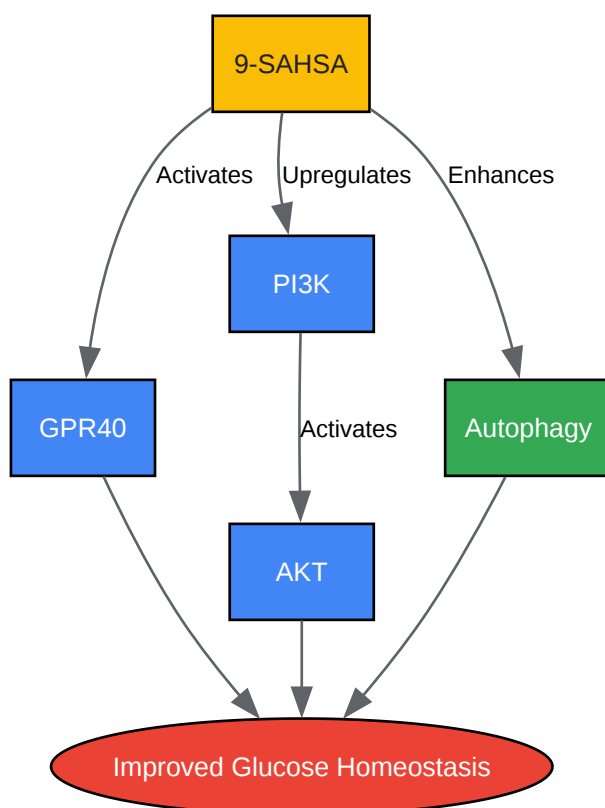 9-SAHSA
Activates
Upregulates
Enhances
PI3K
GPR40
Activates
Autophagy
AKT
Improved Glucose Homeostasis